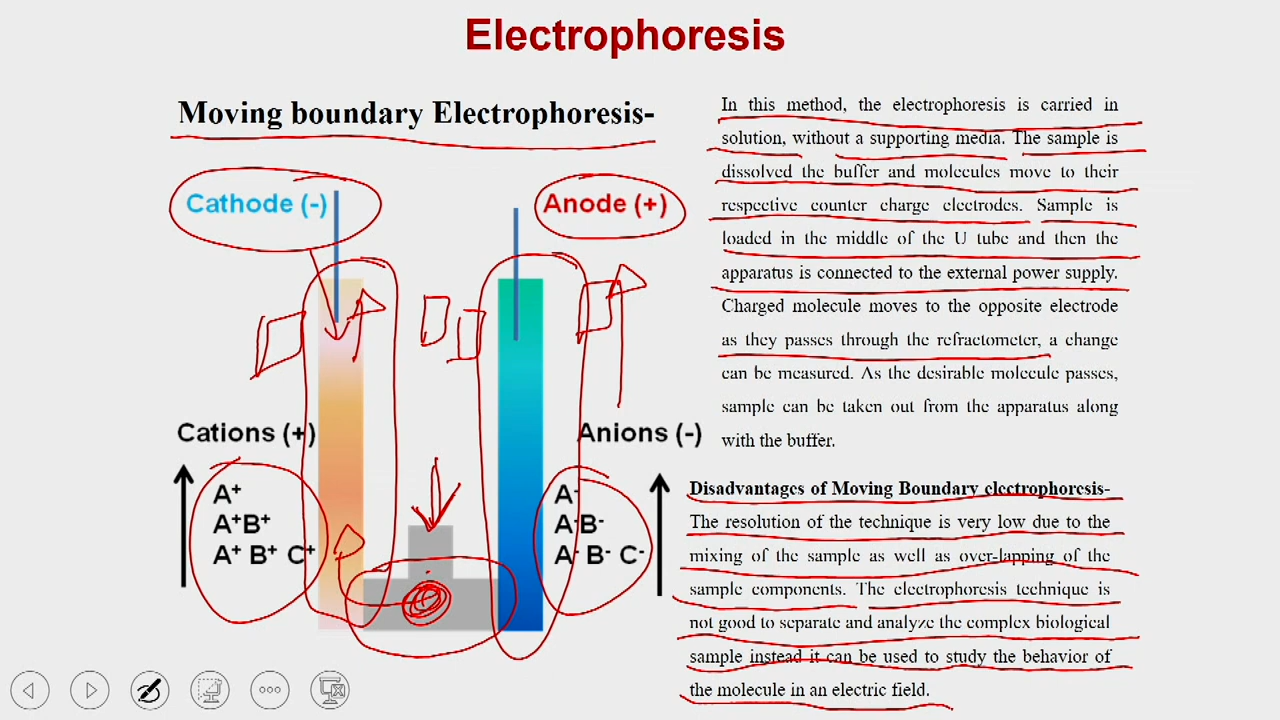 Electrophoresis
Moving boundary Electrophoresis-
Cathode (-)
Anode (+)
Cations (+)
Anions (-)
A⁺
A⁺B⁺
A⁺ B⁺ C⁺
A⁻
A⁻B⁻
A⁻ B⁻ C⁻
In this method, the electrophoresis is carried in
solution, without a supporting media. The sample is
dissolved the buffer and molecules move to their
respective counter charge electrodes. Sample is
loaded in the middle of the U tube and then the
apparatus is connected to the external power supply.
Charged molecule moves to the opposite electrode
as they passes through the refractometer, a change
can be measured. As the desirable molecule passes,
sample can be taken out from the apparatus along
with the buffer.
Disadvantages of Moving Boundary electrophoresis-
The resolution of the technique is very low due to the
mixing of the sample as well as over-lapping of the
sample components. The electrophoresis technique is
not good to separate and analyze the complex biological
sample instead it can be used to study the behavior of
the molecule in an electric field.